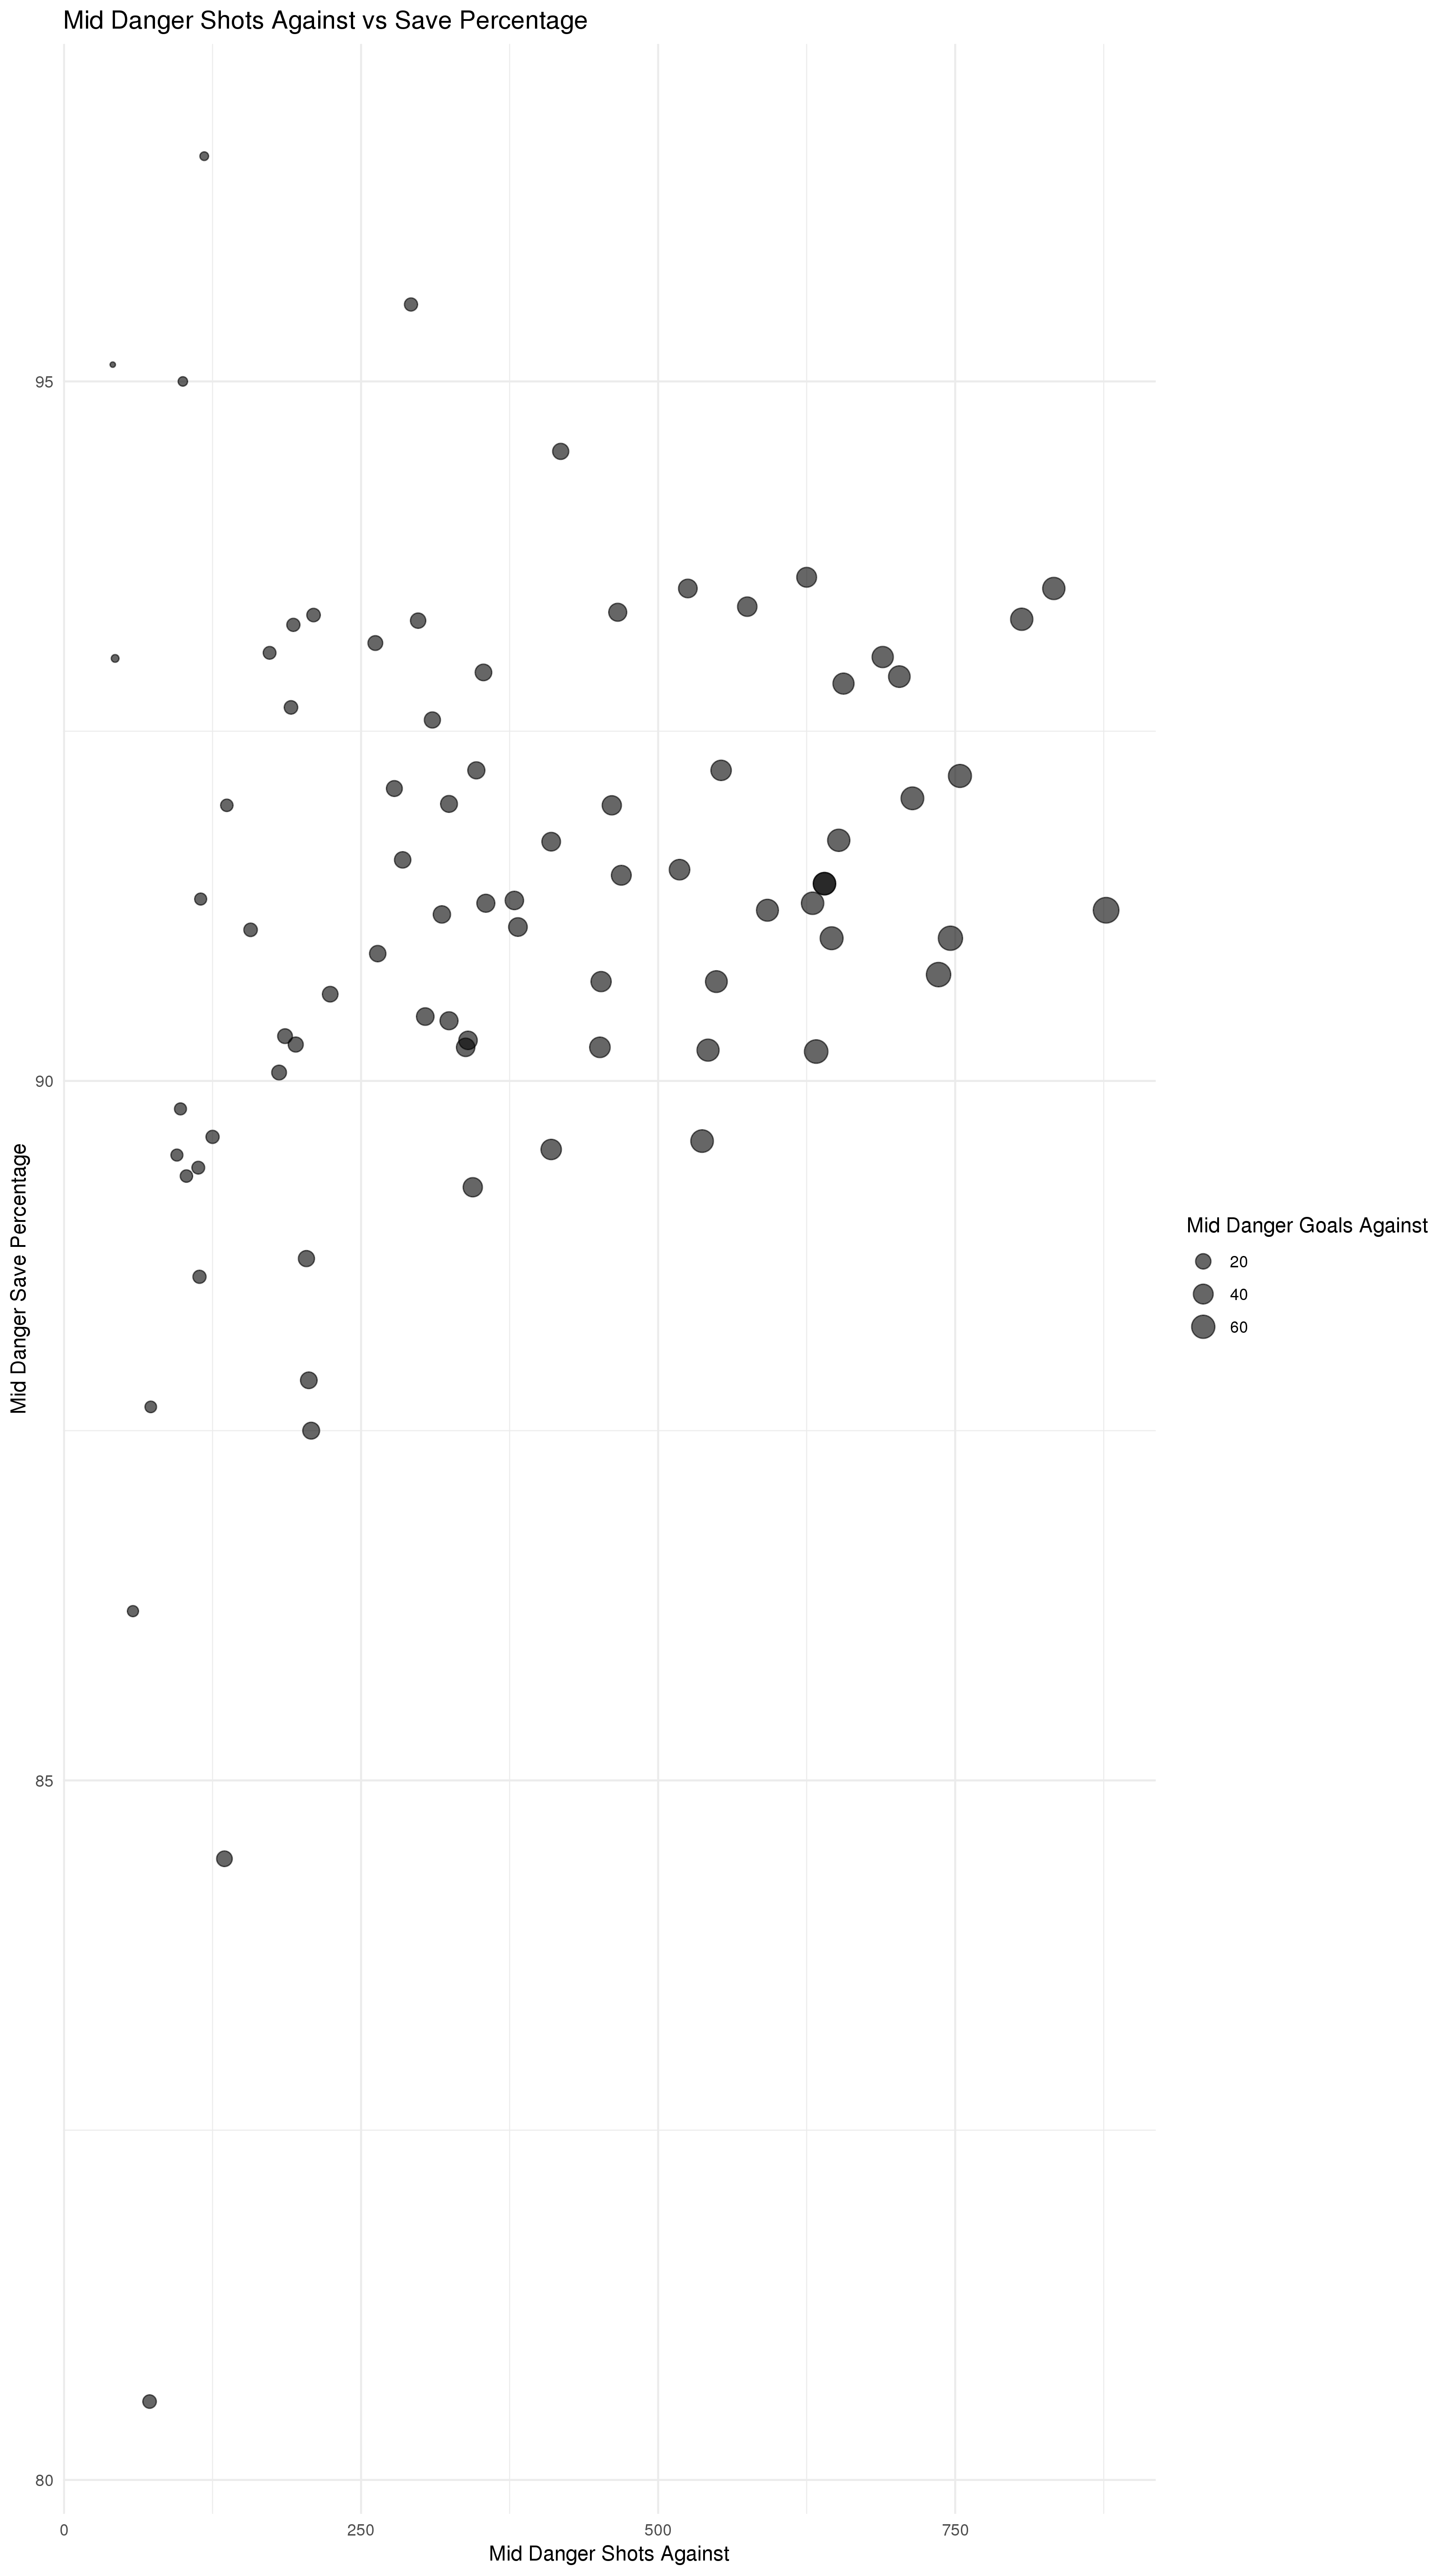 Mid Danger Shots Against vs Save Percentage
Mid Danger Save Percentage
95
90
85
80
0
250
500
750
Mid Danger Shots Against
Mid Danger Goals Against
20
40
60